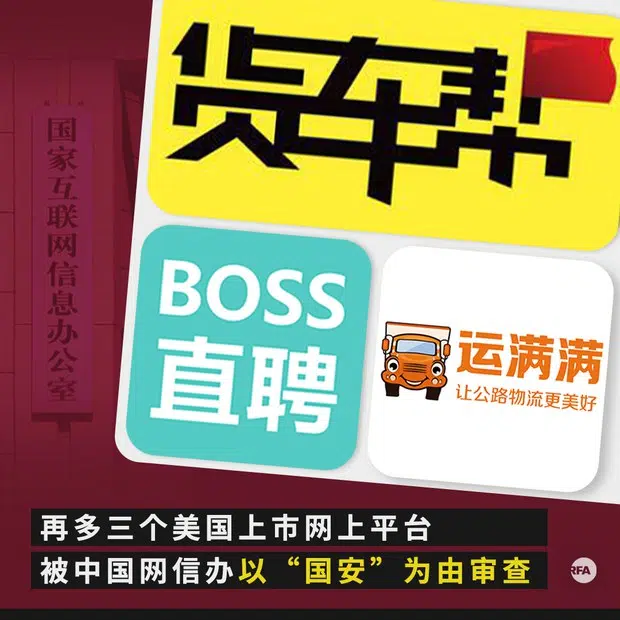 国家互联网信息办公室
货车帮
BOSS
直聘
运满满
让公路物流更美好
再多三个美国上市网上平台
被中国网信办以“国安”为由审查
RFA